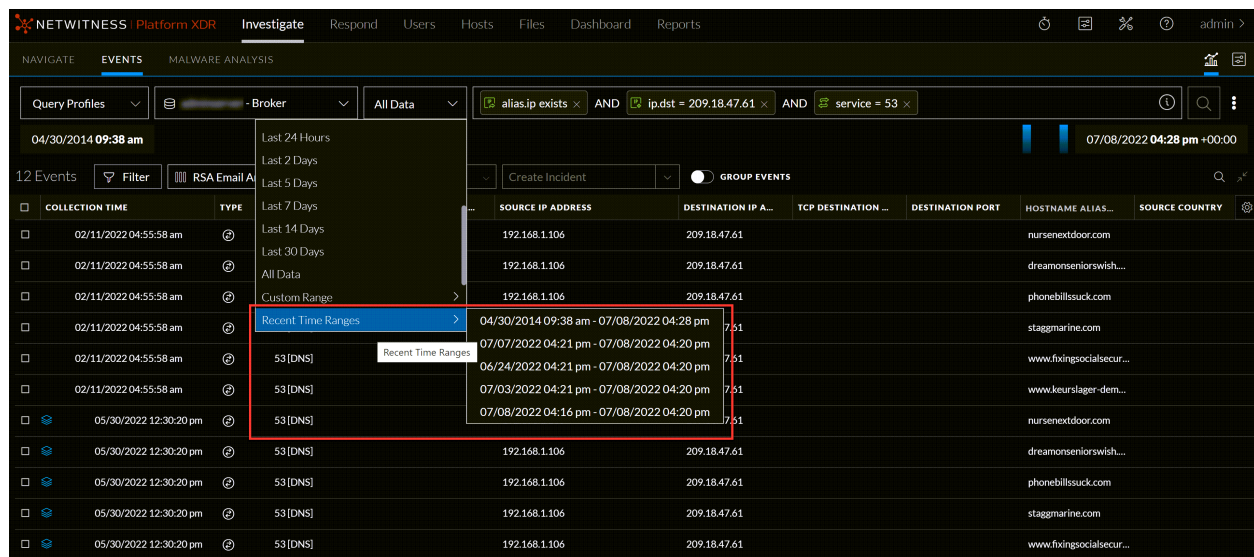 NETWITNESS | Platform XDR Investigate Respond Users Hosts Files Dashboard Reports admin >
NAVIGATE EVENTS MALWARE ANALYSIS
Query Profiles - Broker All Data alias.ip exists × AND ip.dst = 209.18.47.61 × AND service = 53 ×
04/30/2014 09:38 am 07/08/2022 04:28 pm +00:00
Last 24 Hours
Last 2 Days
Last 5 Days
Last 7 Days
Last 14 Days
Last 30 Days
All Data
Custom Range >
Recent Time Ranges >
Recent Time Ranges
04/30/2014 09:38 am - 07/08/2022 04:28 pm
07/07/2022 04:21 pm - 07/08/2022 04:20 pm
06/24/2022 04:21 pm - 07/08/2022 04:20 pm
07/03/2022 04:21 pm - 07/08/2022 04:20 pm
07/08/2022 04:16 pm - 07/08/2022 04:20 pm
12 Events Filter RSA Email A Create Incident GROUP EVENTS
COLLECTION TIME TYPE ... SOURCE IP ADDRESS DESTINATION IP A... TCP DESTINATION ... DESTINATION PORT HOSTNAME ALIAS... SOURCE COUNTRY
02/11/2022 04:55:58 am 192.168.1.106 209.18.47.61 nursenextdoor.com
02/11/2022 04:55:58 am 192.168.1.106 209.18.47.61 dreamonseniorswish....
02/11/2022 04:55:58 am 192.168.1.106 209.18.47.61 phonebillssuck.com
02/11/2022 04:55:58 am 7.61 staggmarine.com
02/11/2022 04:55:58 am 53 [DNS] 7.61 www.fixingsocialsecur...
02/11/2022 04:55:58 am 53 [DNS] 7.61 www.keurslager-dem...
05/30/2022 12:30:20 pm 53 [DNS] 7.61 nursenextdoor.com
05/30/2022 12:30:20 pm 53 [DNS] 192.168.1.106 209.18.47.61 dreamonseniorswish....
05/30/2022 12:30:20 pm 53 [DNS] 192.168.1.106 209.18.47.61 phonebillssuck.com
05/30/2022 12:30:20 pm 53 [DNS] 192.168.1.106 209.18.47.61 staggmarine.com
05/30/2022 12:30:20 pm 53 [DNS] 192.168.1.106 209.18.47.61 www.fixingsocialsecur...